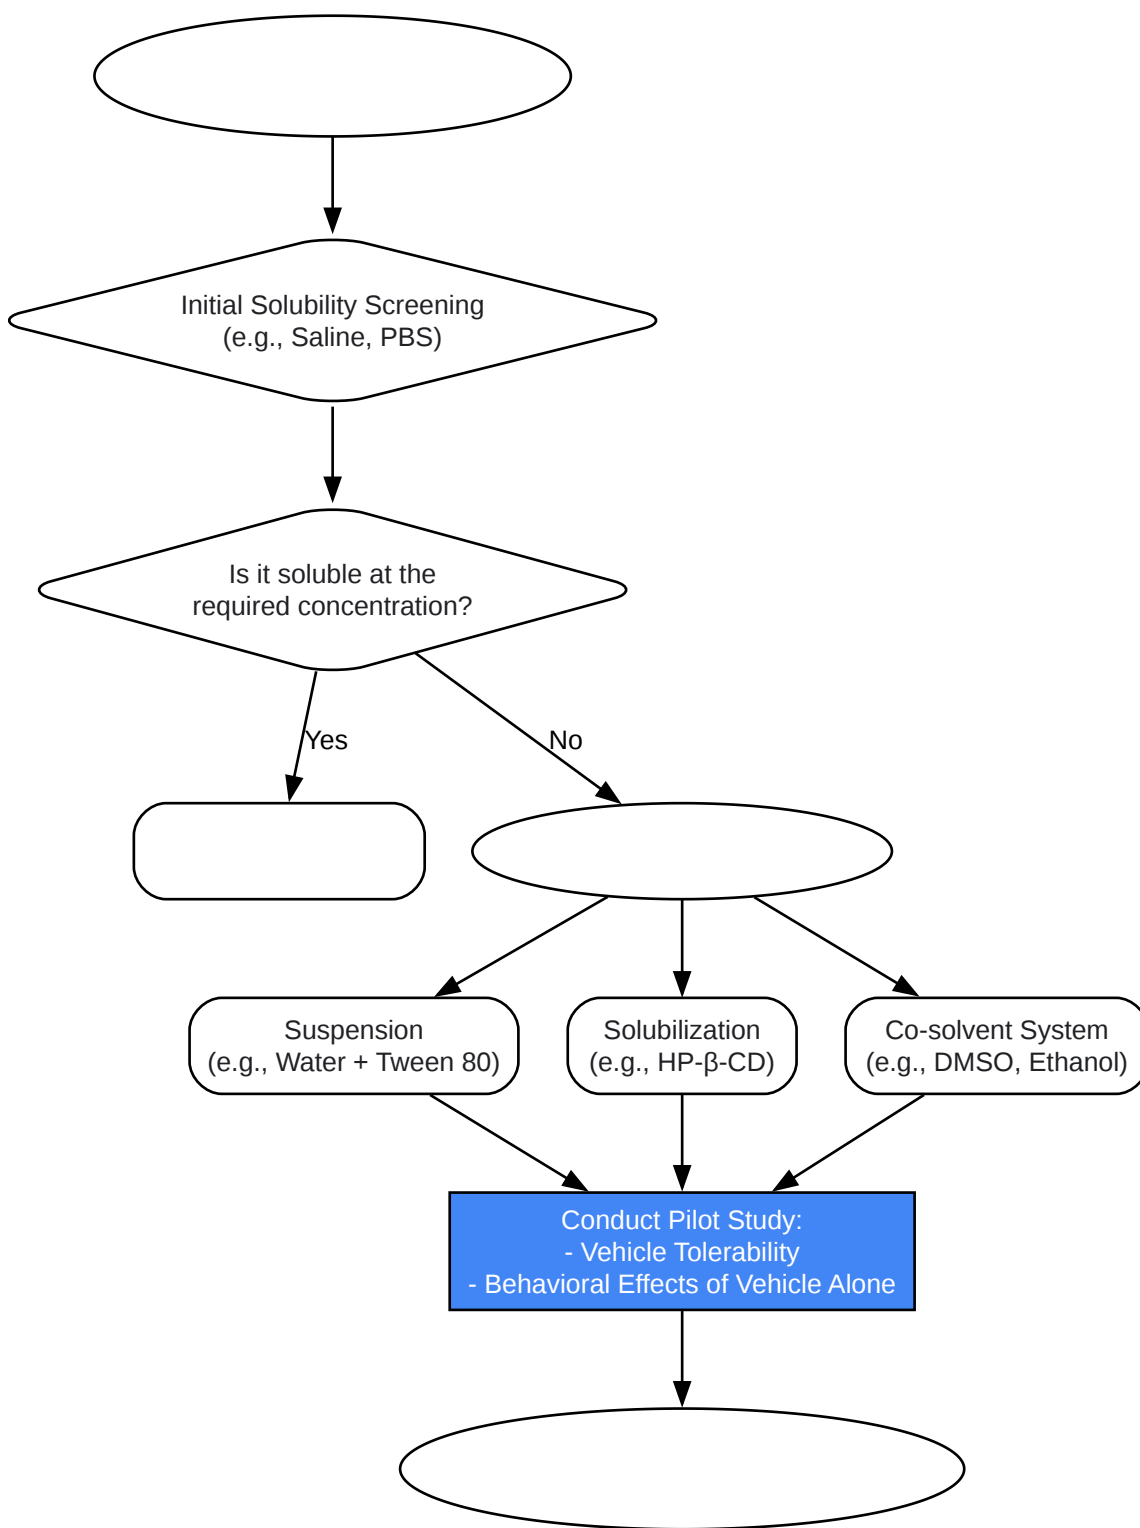 Initial Solubility Screening
(e.g., Saline, PBS)
Is it soluble at the
required concentration?
Yes
No
Suspension
(e.g., Water + Tween 80)
Solubilization
(e.g., HP-β-CD)
Co-solvent System
(e.g., DMSO, Ethanol)
Conduct Pilot Study:
- Vehicle Tolerability
- Behavioral Effects of Vehicle Alone